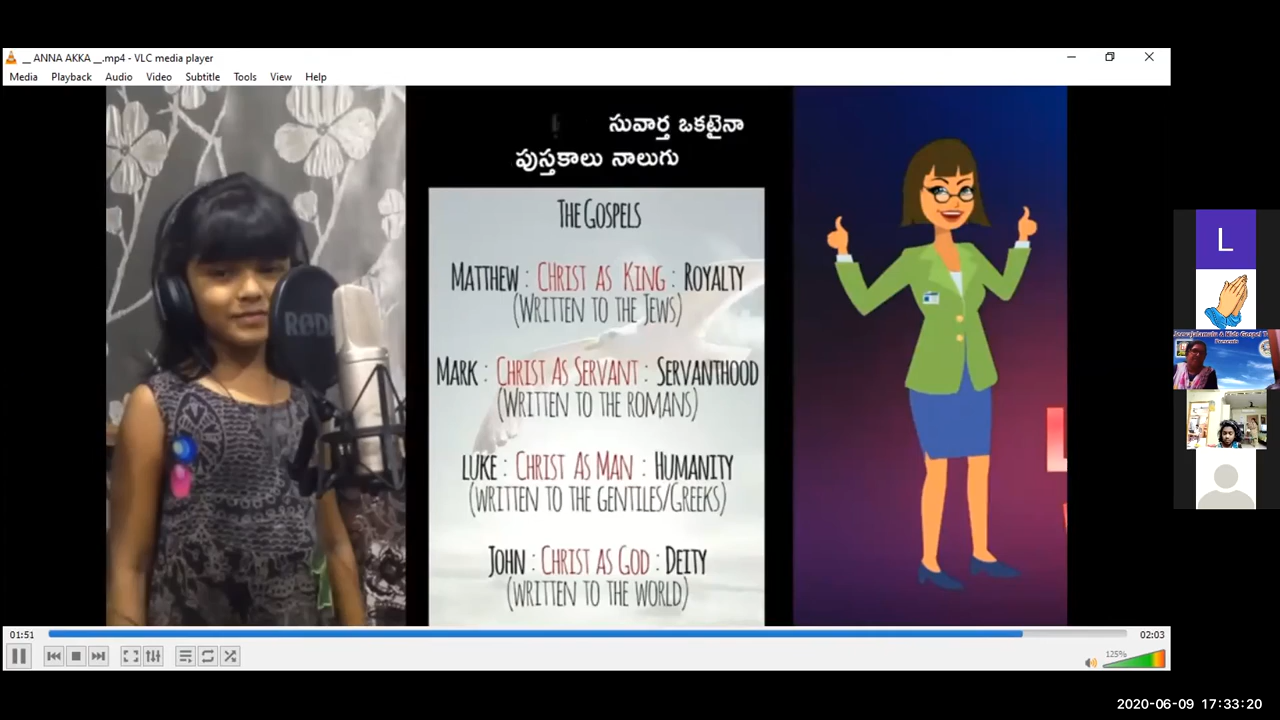 __ ANNA AKKA __.mp4 - VLC media player
Media Playback Audio Video Subtitle Tools View Help
సువార్త ఒకటైనా
పుస్తకాలు నాలుగు
THE GOSPELS
MATTHEW : CHRIST AS KING : ROYALTY
(WRITTEN TO THE JEWS)
MARK : CHRIST AS SERVANT : SERVANTHOOD
(WRITTEN TO THE ROMANS)
LUKE : CHRIST AS MAN : HUMANITY
(WRITTEN TO THE GENTILES/GREEKS)
JOHN : CHRIST AS GOD : DEITY
(WRITTEN TO THE WORLD)
RODE
L
& Kids Gospel
Presents
01:51
02:03
125%
2020-06-09 17:33:20